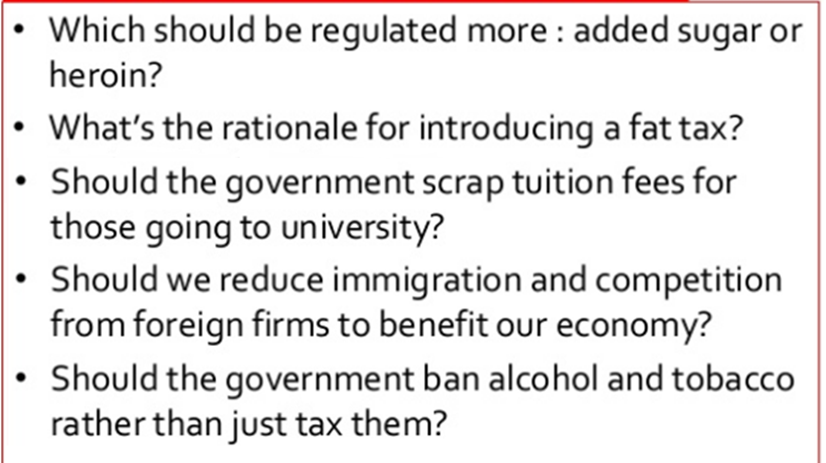 • Which should be regulated more : added sugar or
heroin?
• What's the rationale for introducing a fat tax?
• Should the government scrap tuition fees for
those going to university?
• Should we reduce immigration and competition
from foreign firms to benefit our economy?
• Should the government ban alcohol and tobacco
rather than just tax them?